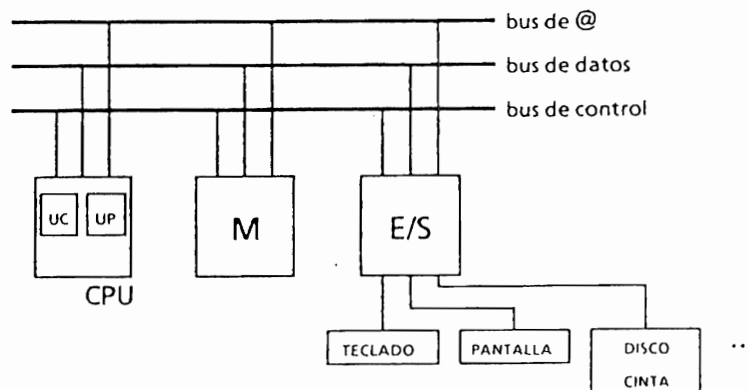 bus de @
bus de datos
bus de control
UC
UP
M
E/S
CPU
TECLADO
PANTALLA
DISCO
CINTA
..